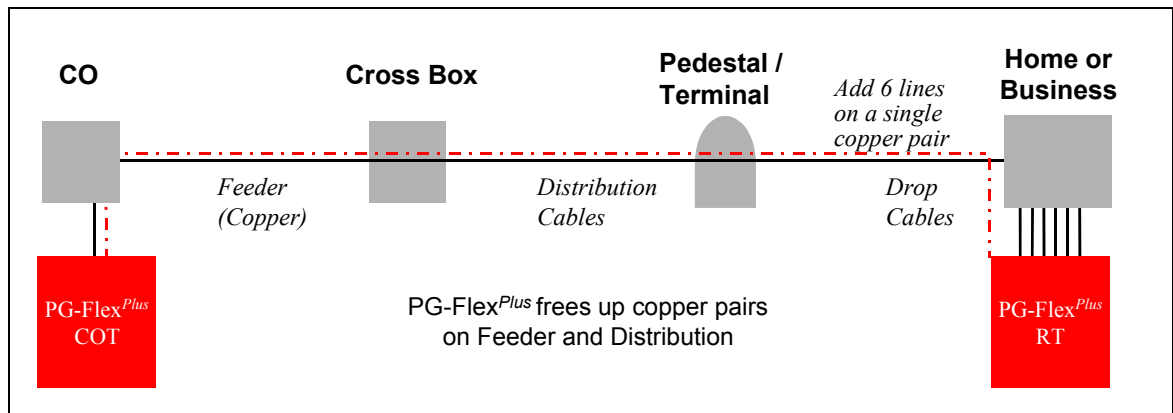 CO
Cross Box
Pedestal /
Terminal
Add 6 lines
on a single
copper pair
Home or
Business
Feeder
(Copper)
Distribution
Cables
Drop
Cables
PG-FlexPlus
COT
PG-FlexPlus frees up copper pairs
on Feeder and Distribution
PG-FlexPlus
RT